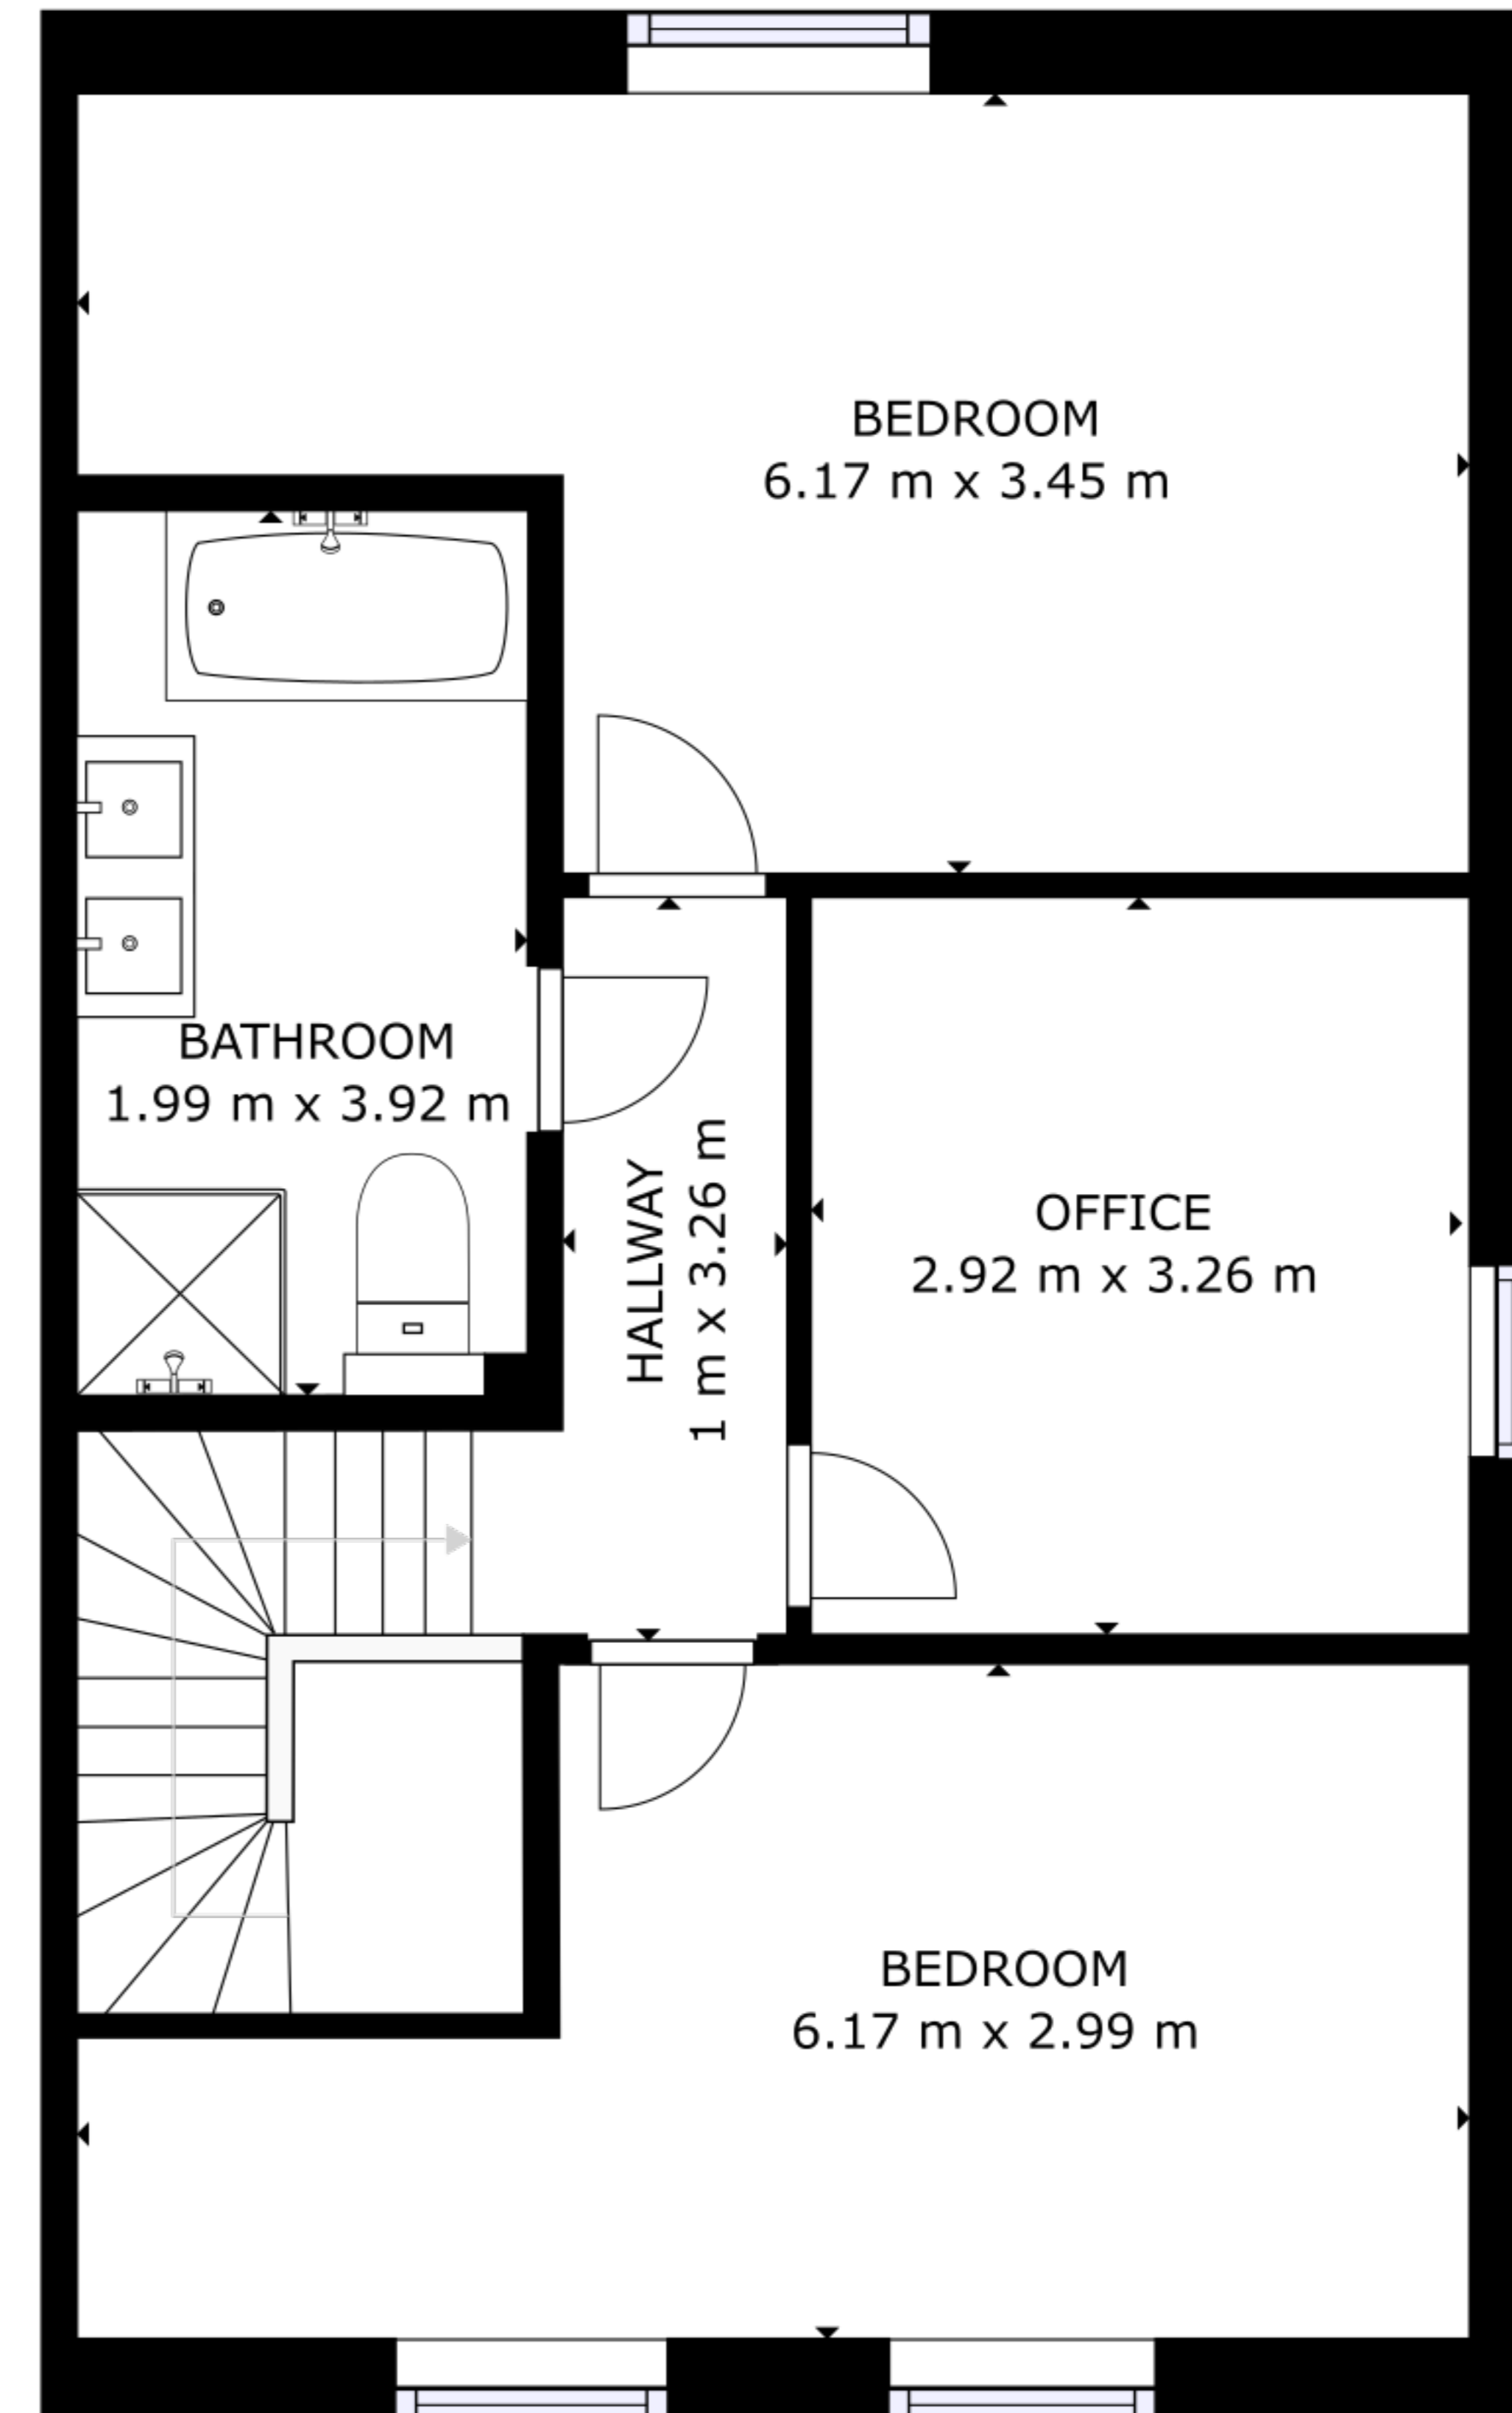 BEDROOM
6.17 m x 3.45 m
BATHROOM
1.99 m x 3.92 m
HALLWAY
1 m x 3.26 m
OFFICE
2.92 m x 3.26 m
BEDROOM
6.17 m x 2.99 m